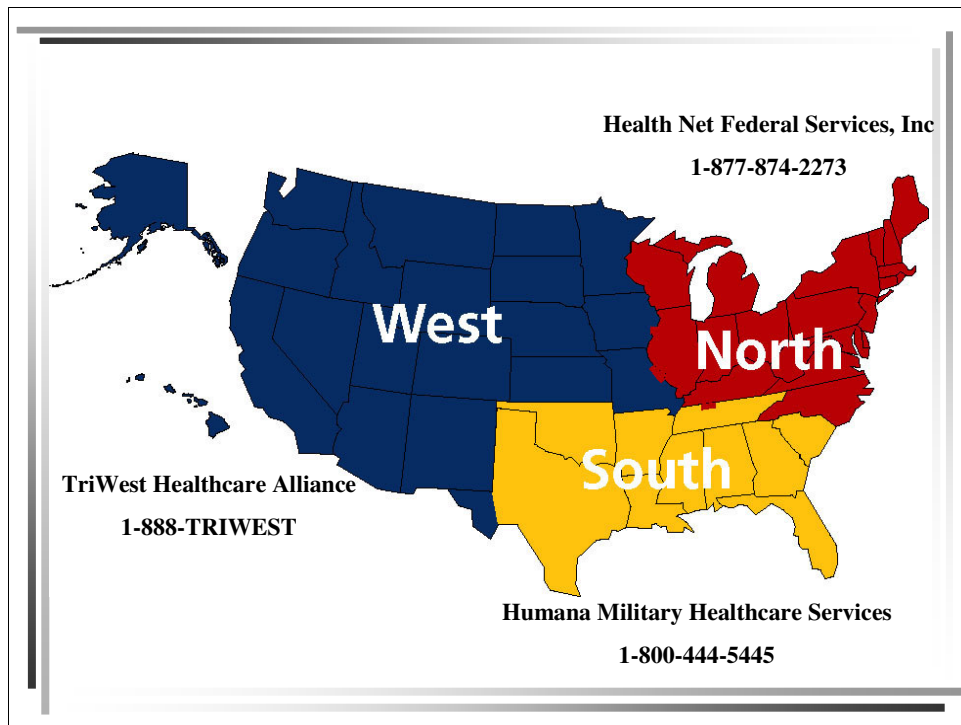 Health Net Federal Services, Inc
1-877-874-2273
West
North
South
TriWest Healthcare Alliance
1-888-TRIWEST
Humana Military Healthcare Services
1-800-444-5445